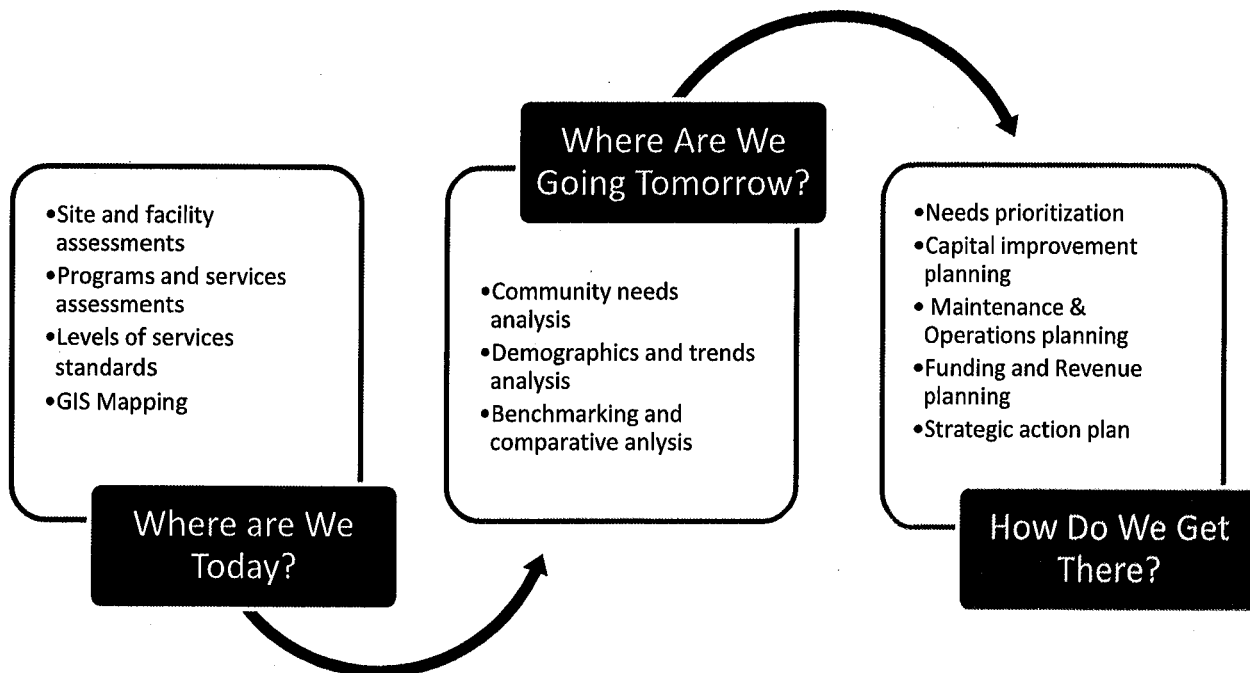 •Site and facility
assessments
•Programs and services
assessments
•Levels of services
standards
•GIS Mapping
Where are We
Today?
Where Are We
Going Tomorrow?
•Community needs
analysis
•Demographics and trends
analysis
•Benchmarking and
comparative anlysis
•Needs prioritization
•Capital improvement
planning
• Maintenance &
Operations planning
•Funding and Revenue
planning
•Strategic action plan
How Do We Get
There?